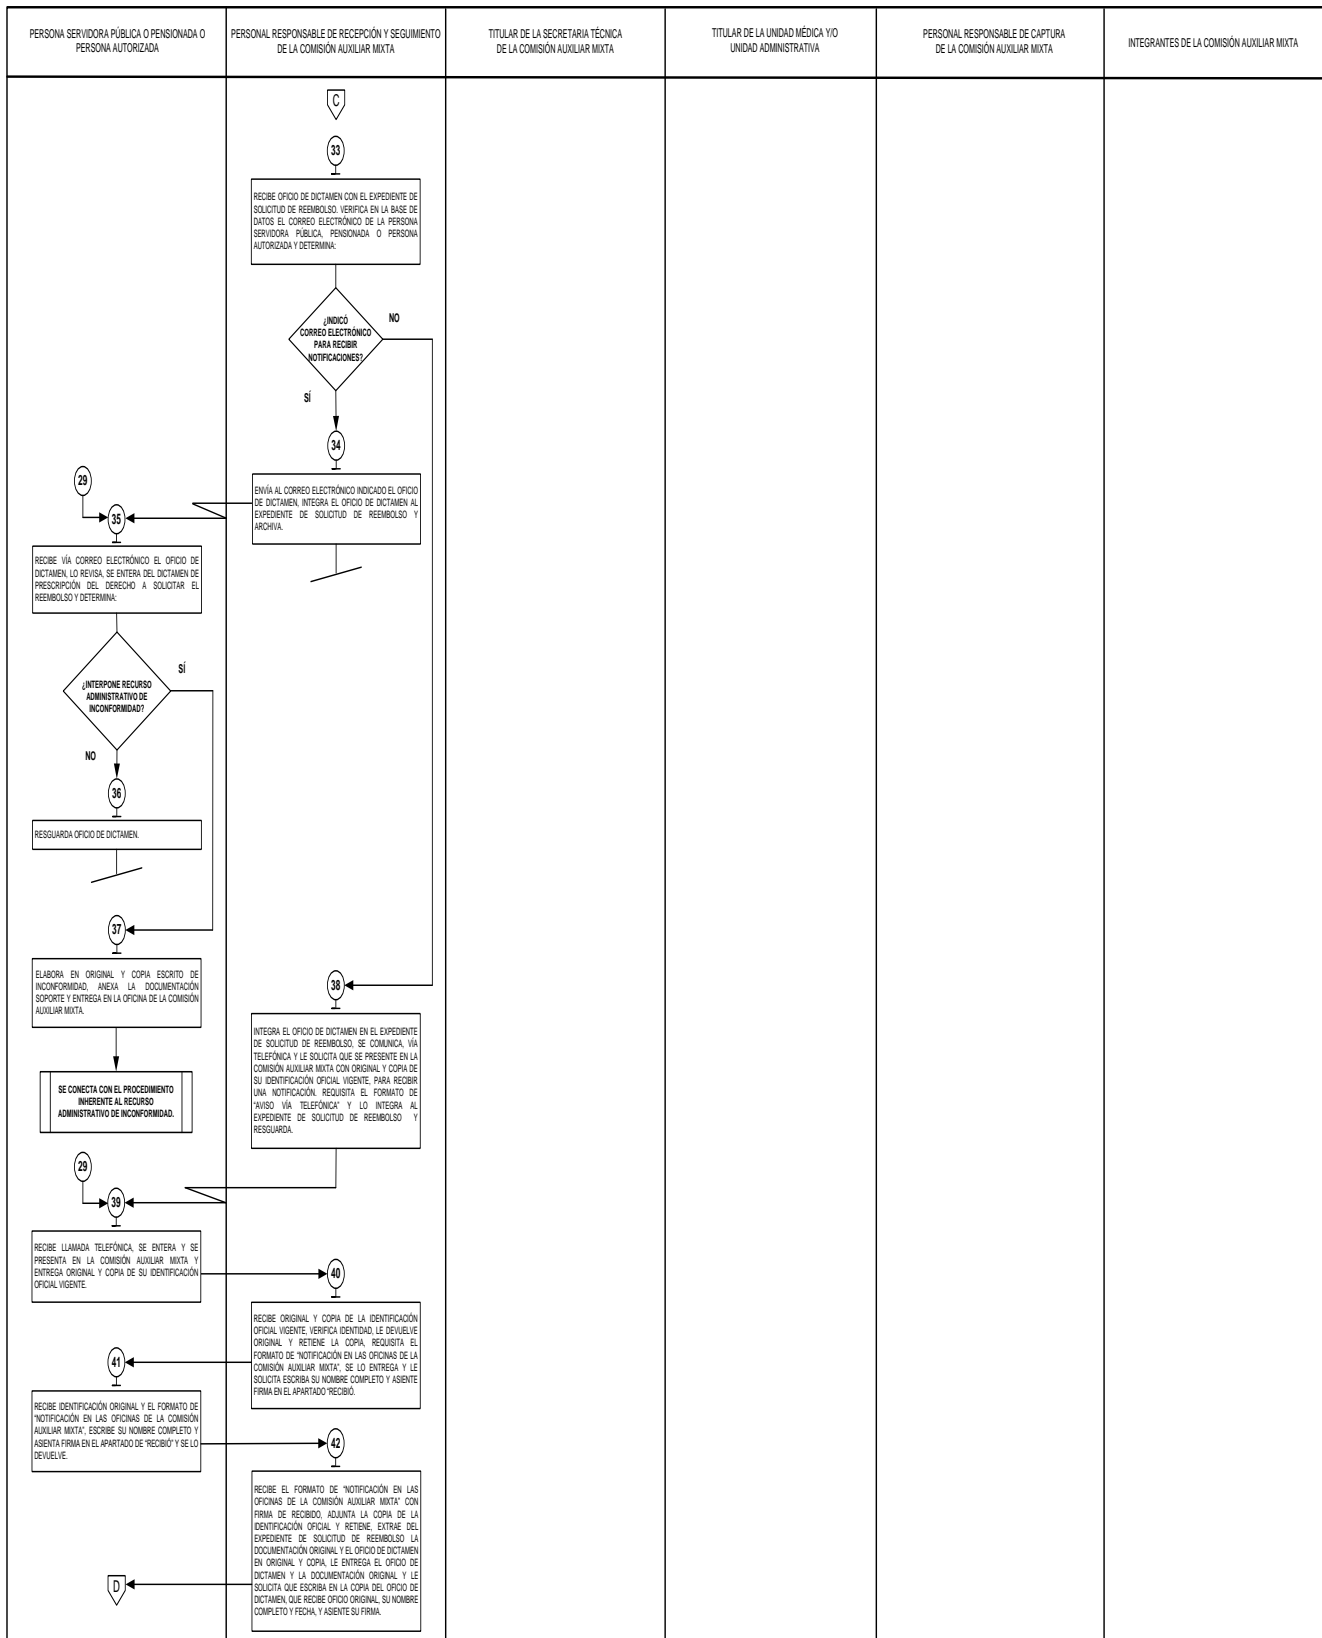 PERSONA SERVIDORA PÚBLICA O PENSIONADA O
PERSONA AUTORIZADA
PERSONAL RESPONSABLE DE RECEPCIÓN Y SEGUIMIENTO
DE LA COMISIÓN AUXILIAR MIXTA
TITULAR DE LA SECRETARIA TÉCNICA
DE LA COMISIÓN AUXILIAR MIXTA
TITULAR DE LA UNIDAD MÉDICA Y/O
UNIDAD ADMINISTRATIVA
PERSONAL RESPONSABLE DE CAPTURA
DE LA COMISIÓN AUXILIAR MIXTA
INTEGRANTES DE LA COMISIÓN AUXILIAR MIXTA
C
33
RECIBE OFICIO DE DICTAMEN CON EL EXPEDIENTE DE
SOLICITUD DE REEMBOLSO. VERIFICA EN LA BASE DE
DATOS EL CORREO ELECTRÓNICO DE LA PERSONA
SERVIDORA PÚBLICA, PENSIONADA O PERSONA
AUTORIZADA Y DETERMINA:
¿INDICÓ
CORREO ELECTRÓNICO
PARA RECIBIR
NOTIFICACIONES?
NO
SÍ
34
ENVÍA AL CORREO ELECTRÓNICO INDICADO EL OFICIO
DE DICTAMEN, INTEGRA EL OFICIO DE DICTAMEN AL
EXPEDIENTE DE SOLICITUD DE REEMBOLSO Y
ARCHIVA.
29
35
RECIBE VÍA CORREO ELECTRÓNICO EL OFICIO DE
DICTAMEN, LO REVISA, SE ENTERA DEL DICTAMEN DE
PRESCRIPCIÓN DEL DERECHO A SOLICITAR EL
REEMBOLSO Y DETERMINA:
¿INTERPONE RECURSO
ADMINISTRATIVO DE
INCONFORMIDAD?
SÍ
NO
36
RESGUARDA OFICIO DE DICTAMEN.
37
ELABORA EN ORIGINAL Y COPIA ESCRITO DE
INCONFORMIDAD, ANEXA LA DOCUMENTACIÓN
SOPORTE Y ENTREGA EN LA OFICINA DE LA COMISIÓN
AUXILIAR MIXTA.
SE CONECTA CON EL PROCEDIMIENTO
INHERENTE AL RECURSO
ADMINISTRATIVO DE INCONFORMIDAD.
38
INTEGRA EL OFICIO DE DICTAMEN EN EL EXPEDIENTE
DE SOLICITUD DE REEMBOLSO, SE COMUNICA, VÍA
TELEFÓNICA Y LE SOLICITA QUE SE PRESENTE EN LA
COMISIÓN AUXILIAR MIXTA CON ORIGINAL Y COPIA DE
SU IDENTIFICACIÓN OFICIAL VIGENTE, PARA RECIBIR
UNA NOTIFICACIÓN. REQUISITA EL FORMATO DE
“AVISO VÍA TELEFÓNICA” Y LO INTEGRA AL
EXPEDIENTE DE SOLICITUD DE REEMBOLSO Y
RESGUARDA.
29
39
RECIBE LLAMADA TELEFÓNICA, SE ENTERA Y SE
PRESENTA EN LA COMISIÓN AUXILIAR MIXTA Y
ENTREGA ORIGINAL Y COPIA DE SU IDENTIFICACIÓN
OFICIAL VIGENTE.
40
RECIBE ORIGINAL Y COPIA DE LA IDENTIFICACIÓN
OFICIAL VIGENTE, VERIFICA IDENTIDAD, LE DEVUELVE
ORIGINAL Y RETIENE LA COPIA, REQUISITA EL
FORMATO DE “NOTIFICACIÓN EN LAS OFICINAS DE LA
COMISIÓN AUXILIAR MIXTA”, SE LO ENTREGA Y LE
SOLICITA ESCRIBA SU NOMBRE COMPLETO Y ASIENTE
FIRMA EN EL APARTADO “RECIBIÓ.
41
RECIBE IDENTIFICACIÓN ORIGINAL Y EL FORMATO DE
“NOTIFICACIÓN EN LAS OFICINAS DE LA COMISIÓN
AUXILIAR MIXTA”, ESCRIBE SU NOMBRE COMPLETO Y
ASIENTA FIRMA EN EL APARTADO DE “RECIBIÓ” Y SE LO
DEVUELVE.
42
RECIBE EL FORMATO DE “NOTIFICACIÓN EN LAS
OFICINAS DE LA COMISIÓN AUXILIAR MIXTA” CON
FIRMA DE RECIBIDO, ADJUNTA LA COPIA DE LA
IDENTIFICACIÓN OFICIAL Y RETIENE, EXTRAE DEL
EXPEDIENTE DE SOLICITUD DE REEMBOLSO LA
DOCUMENTACIÓN ORIGINAL Y EL OFICIO DE DICTAMEN
EN ORIGINAL Y COPIA, LE ENTREGA EL OFICIO DE
DICTAMEN Y LA DOCUMENTACIÓN ORIGINAL Y LE
SOLICITA QUE ESCRIBA EN LA COPIA DEL OFICIO DE
DICTAMEN, QUE RECIBE OFICIO ORIGINAL, SU NOMBRE
COMPLETO Y FECHA, Y ASIENTE SU FIRMA.
D